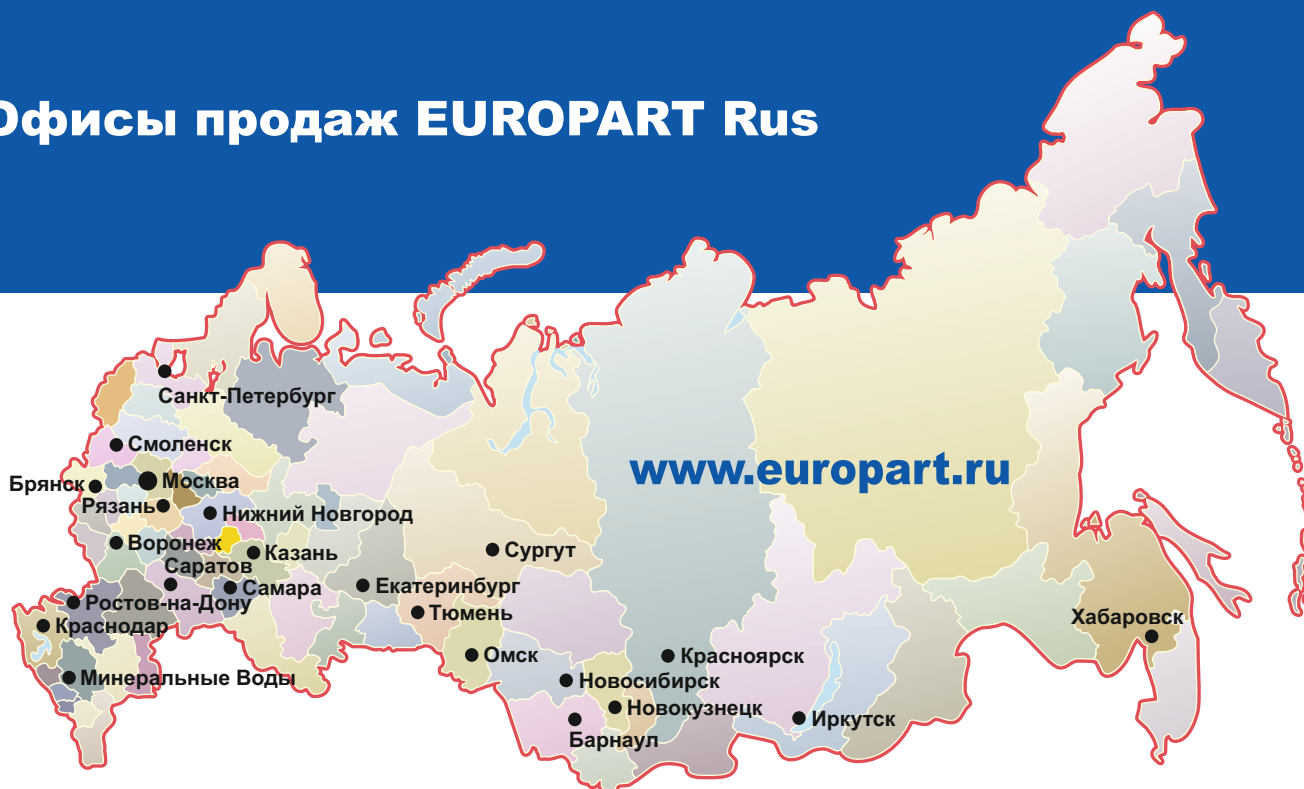 Офисы продаж EUROPART Rus
Санкт-Петербург
Смоленск
www.europart.ru
Москва
Брянск
Рязань
Нижний Новгород
Воронеж
Казань
Сургут
Саратов
Екатеринбург
Самара
Ростов-на-Дону
Тюмень
Хабаровск
Краснодар
Омск
Красноярск
Минеральные Воды
Новосибирск
Новокузнецк
Иркутск
Барнаул